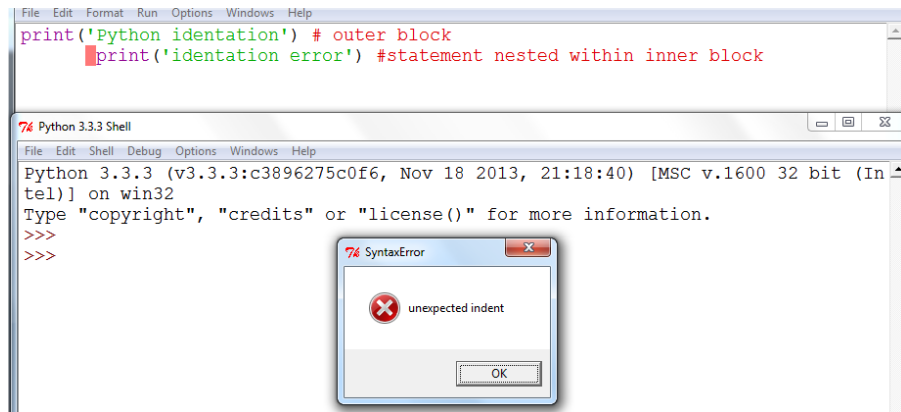 File Edit Format Run Options Windows Help
print('Python identation') # outer block
print('identation error') #statement nested within inner block
Python 3.3.3 Shell
File Edit Shell Debug Options Windows Help
Python 3.3.3 (v3.3.3:c3896275c0f6, Nov 18 2013, 21:18:40) [MSC v.1600 32 bit (In
tel)] on win32
Type "copyright", "credits" or "license()" for more information.
>>>
>>>
SyntaxError
unexpected indent
OK